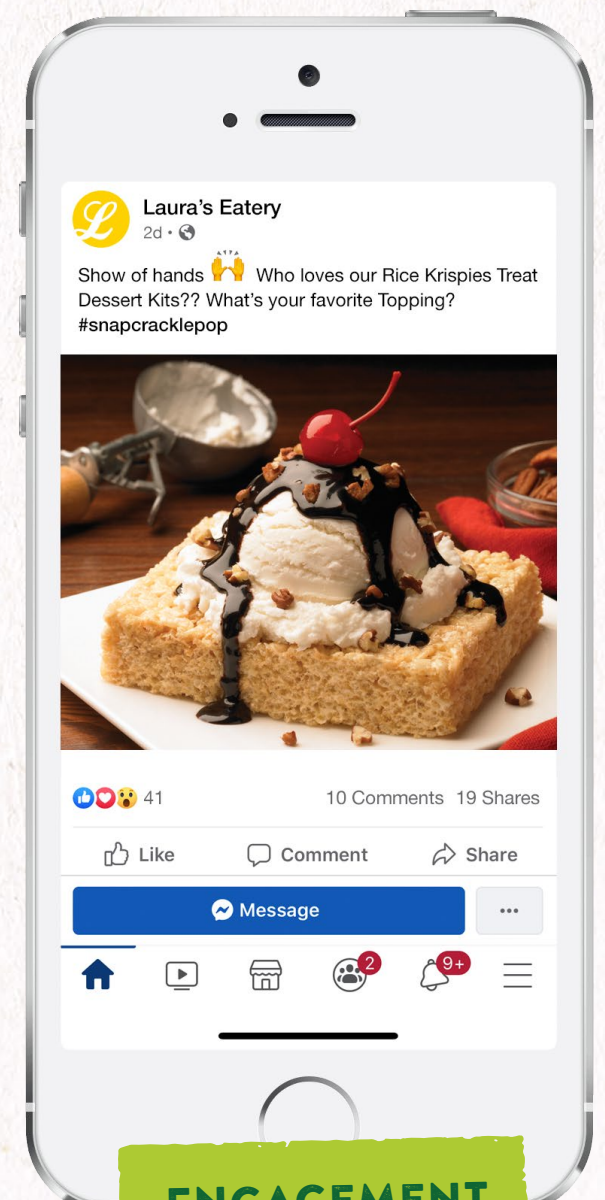 L
Laura's Eatery
2d •
Show of hands 🙌 Who loves our Rice Krispies Treat
Dessert Kits?? What's your favorite Topping?
#snapcracklepop
41 10 Comments 19 Shares
Like Comment Share
Message •••
2 9+
ENGAGEMENT